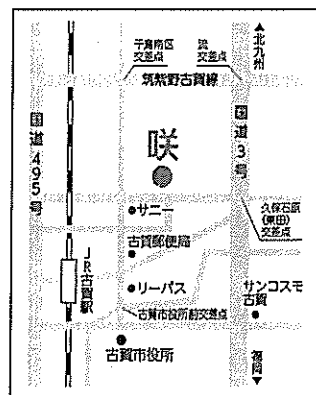 千鳥南区
交差点
流
交差点
▲北九州
筑紫野古賀線
国道495号
咲
国道3号
サニー
久保石原
(東田)
交差点
古賀郵便局
JR古賀駅
リーパス
サンコスモ
古賀
古賀市役所前交差点
古賀市役所
福岡▼